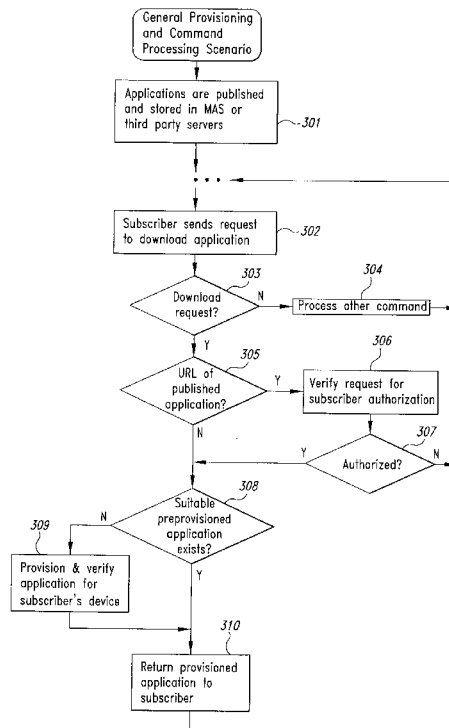 General Provisioning
and Command
Processing Scenario
Applications are published
and stored in MAS or
third party servers
301
Subscriber sends request
to download application
302
303
Download
request?
N
Y
304
Process other command
305
URL of
published
application?
Y
N
306
Verify request for
subscriber authorization
307
Authorized?
Y
N
308
Suitable
preprovisioned
application
exists?
N
Y
309
Provision & verify
application for
subscriber's device
310
Return provisioned
application to
subscriber